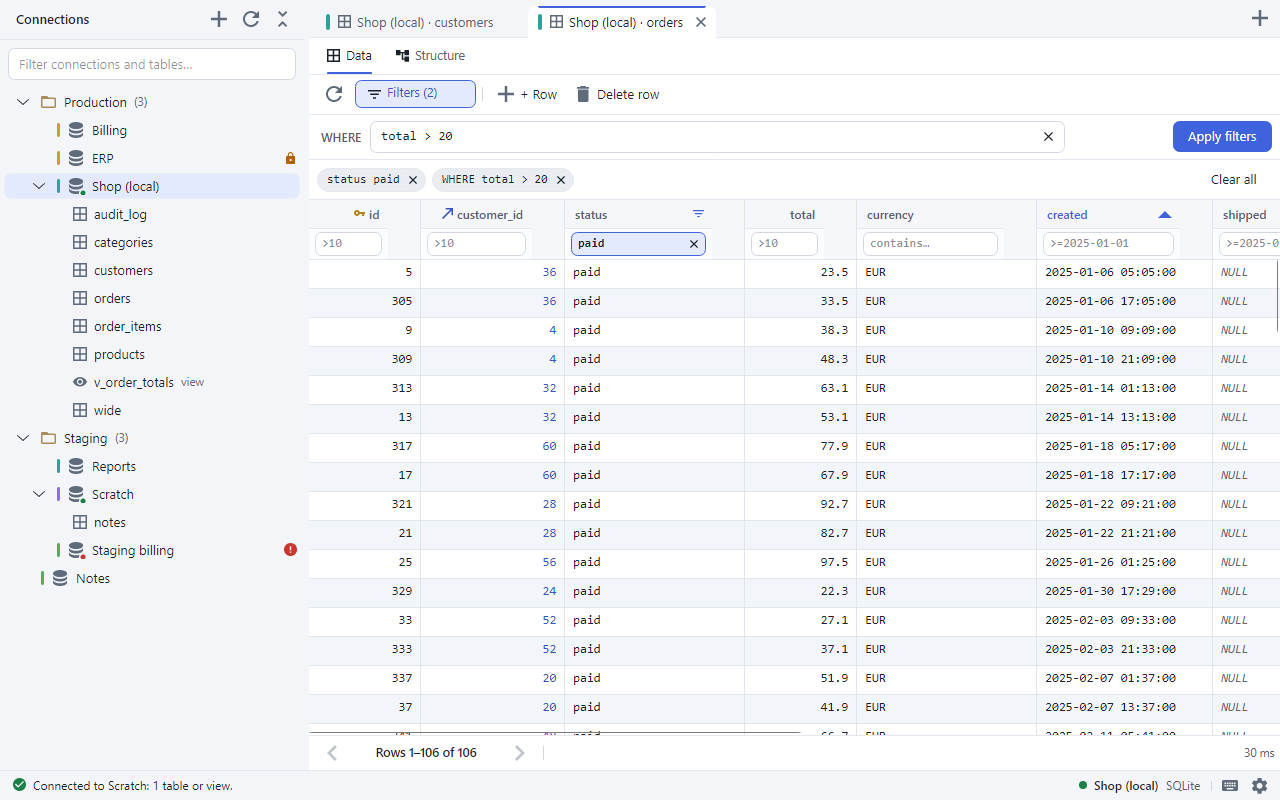 Connections
Filter connections and tables...
Production (3)
Billing
ERP
Shop (local)
audit_log
categories
customers
orders
order_items
products
v_order_totals view
wide
Staging (3)
Reports
Scratch
notes
Staging billing
Notes
Shop (local) · customers
Shop (local) · orders
Data
Structure
Filters (2)
+ Row
Delete row
WHERE total > 20
Apply filters
status paid
WHERE total > 20
Clear all
id customer_id status total currency created shipped
>10 >10 paid >10 contains… >=2025-01-01 >=2025-0
5 36 paid 23.5 EUR 2025-01-06 05:05:00 NULL
305 36 paid 33.5 EUR 2025-01-06 17:05:00 NULL
9 4 paid 38.3 EUR 2025-01-10 09:09:00 NULL
309 4 paid 48.3 EUR 2025-01-10 21:09:00 NULL
313 32 paid 63.1 EUR 2025-01-14 01:13:00 NULL
13 32 paid 53.1 EUR 2025-01-14 13:13:00 NULL
317 60 paid 77.9 EUR 2025-01-18 05:17:00 NULL
17 60 paid 67.9 EUR 2025-01-18 17:17:00 NULL
321 28 paid 92.7 EUR 2025-01-22 09:21:00 NULL
21 28 paid 82.7 EUR 2025-01-22 21:21:00 NULL
25 56 paid 97.5 EUR 2025-01-26 01:25:00 NULL
329 24 paid 22.3 EUR 2025-01-30 17:29:00 NULL
33 52 paid 27.1 EUR 2025-02-03 09:33:00 NULL
333 52 paid 37.1 EUR 2025-02-03 21:33:00 NULL
337 20 paid 51.9 EUR 2025-02-07 01:37:00 NULL
37 20 paid 41.9 EUR 2025-02-07 13:37:00 NULL
Rows 1–106 of 106
30 ms
Connected to Scratch: 1 table or view.
Shop (local) SQLite